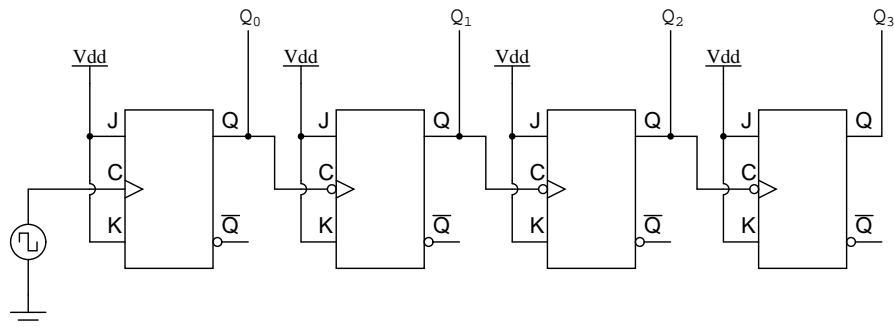 Q₀ Q₁ Q₂ Q₃
Vdd Vdd Vdd Vdd
J Q J Q J Q J Q
C C C C
K Q̅ K Q̅ K Q̅ K Q̅